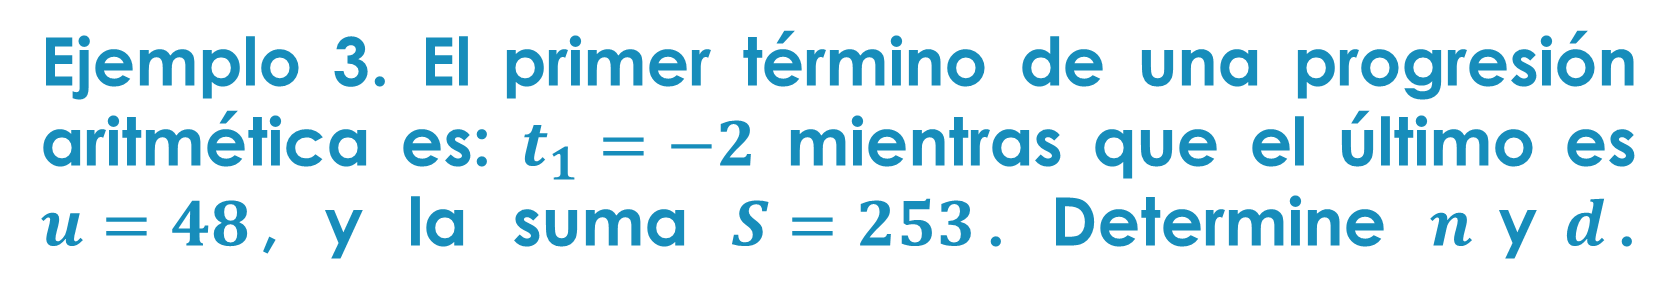 Ejemplo 3. El primer término de una progresión
aritmética es: t₁ = −2 mientras que el último es
u = 48, y la suma S = 253. Determine n y d.